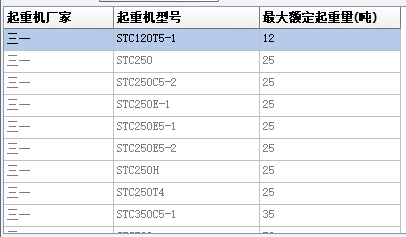 起重机厂家 起重机型号 最大额定起重量(吨)
三一 STC120T5-1 12
三一 STC250 25
三一 STC250C5-2 25
三一 STC250E-1 25
三一 STC250E5-1 25
三一 STC250E5-2 25
三一 STC250H 25
三一 STC250T4 25
三一 STC350C5-1 35